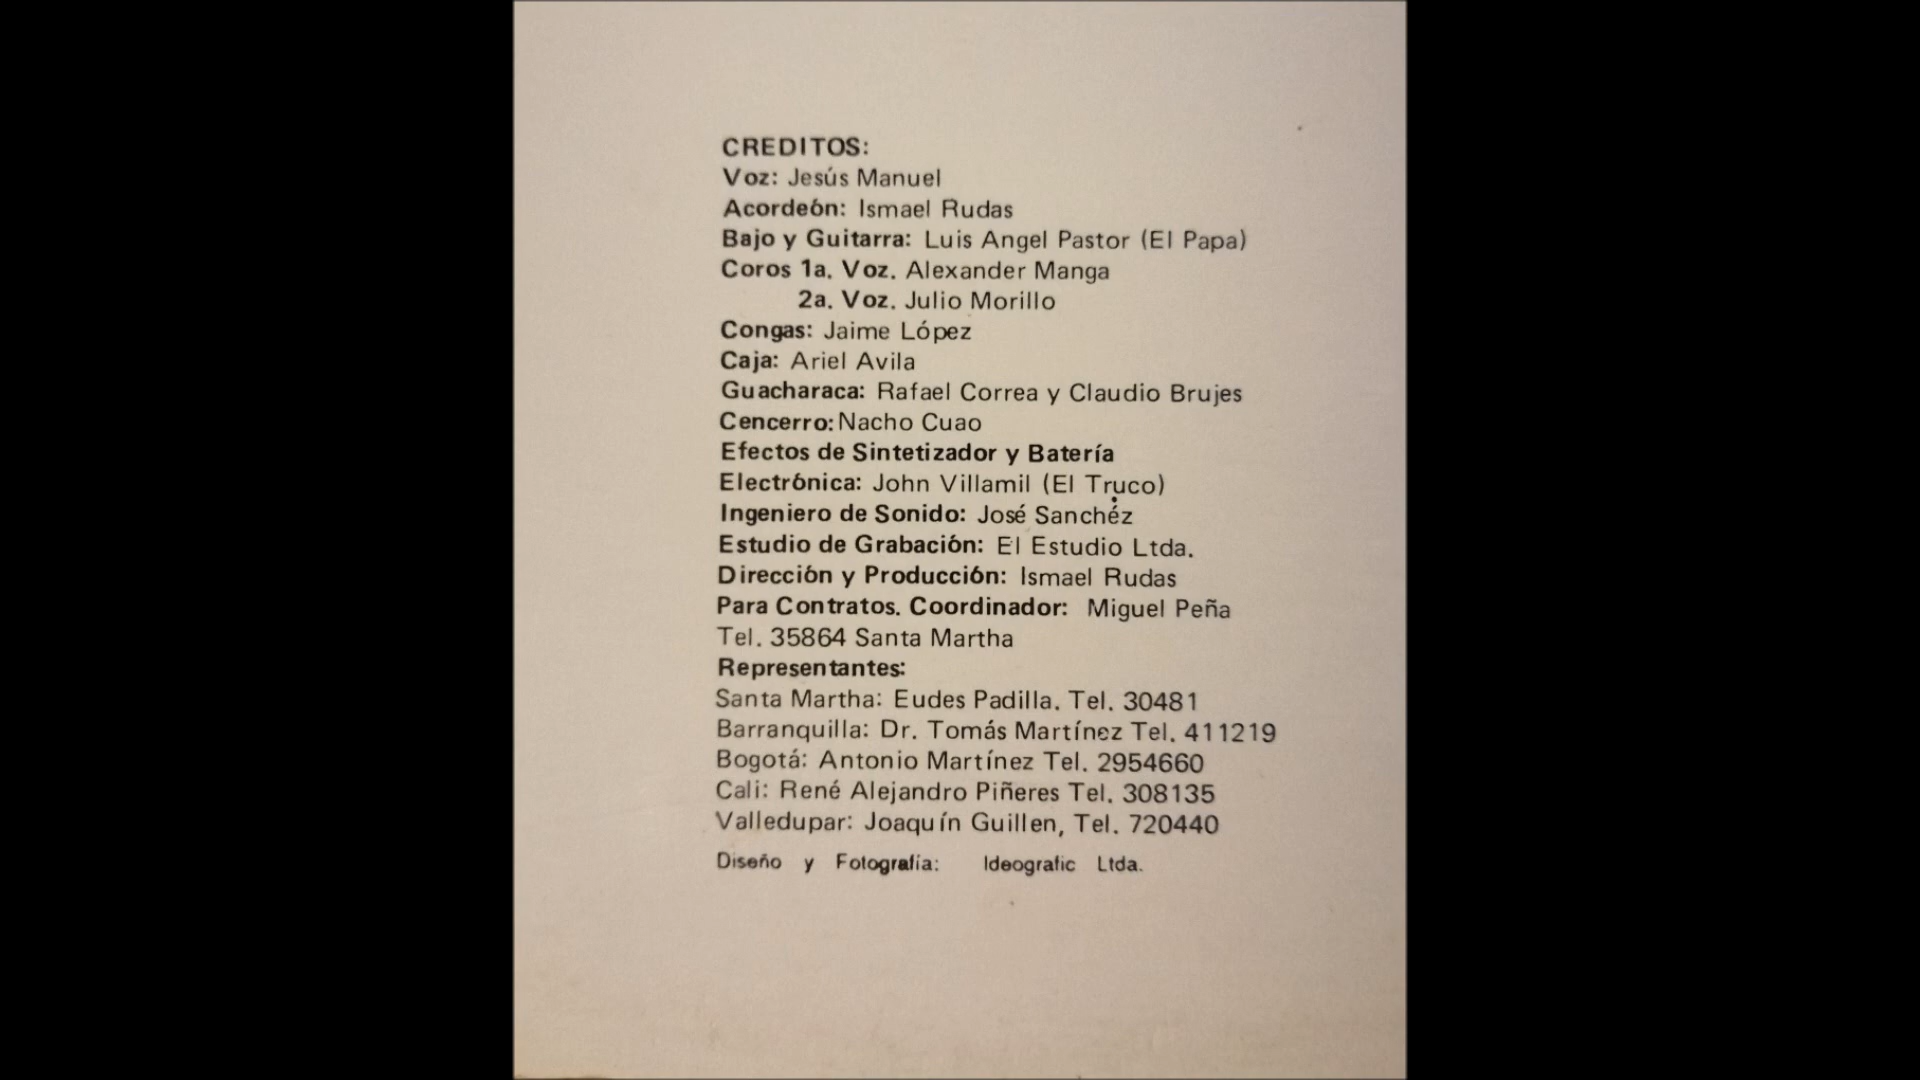 CREDITOS:
Voz: Jesús Manuel
Acordeón: Ismael Rudas
Bajo y Guitarra: Luis Angel Pastor (El Papa)
Coros 1a. Voz. Alexander Manga
2a. Voz. Julio Morillo
Congas: Jaime López
Caja: Ariel Avila
Guacharaca: Rafael Correa y Claudio Brujes
Cencerro: Nacho Cuao
Efectos de Sintetizador y Batería
Electrónica: John Villamil (El Truco)
Ingeniero de Sonido: José Sanchéz
Estudio de Grabación: El Estudio Ltda.
Dirección y Producción: Ismael Rudas
Para Contratos. Coordinador: Miguel Peña
Tel. 35864 Santa Martha
Representantes:
Santa Martha: Eudes Padilla. Tel. 30481
Barranquilla: Dr. Tomás Martínez Tel. 411219
Bogotá: Antonio Martínez Tel. 2954660
Cali: René Alejandro Piñeres Tel. 308135
Valledupar: Joaquín Guillen, Tel. 720440
Diseño y Fotografía: Ideografic Ltda.